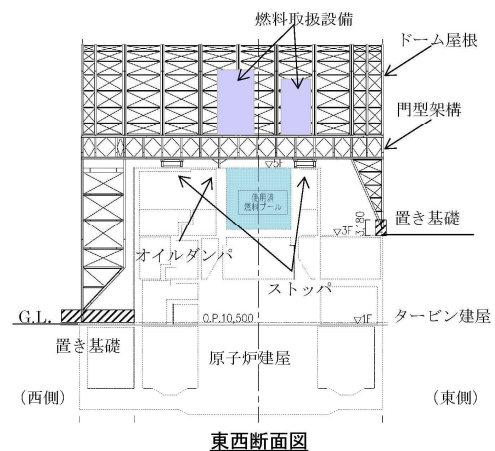 燃料取扱設備
ドーム屋根
門型架構
▽5F
使用済
燃料プール
置き基礎
▽3F
オイルダンパ
ストッパ
G.L.
O.P.10,500
▽1F
タービン建屋
置き基礎
原子炉建屋
（西側）
（東側）
東西断面図